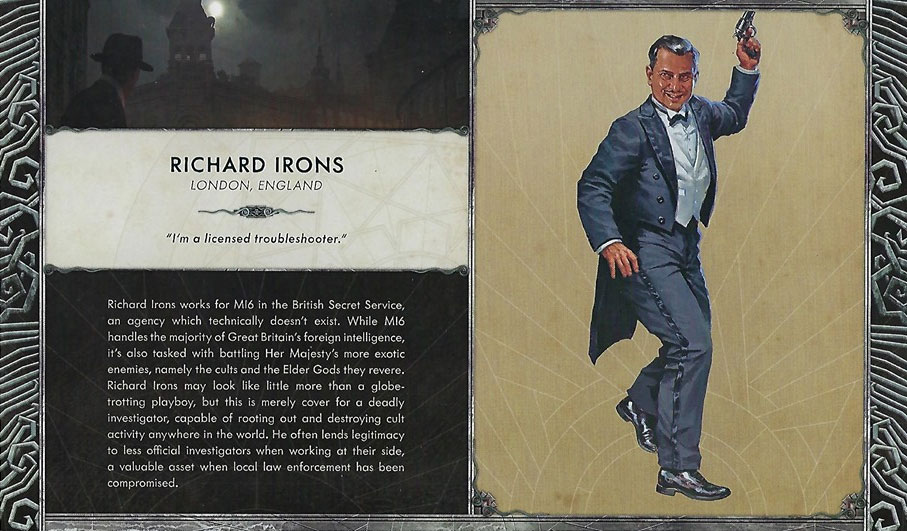 RICHARD IRONS
LONDON, ENGLAND
"I'm a licensed troubleshooter."
Richard Irons works for MI6 in the British Secret Service,
an agency which technically doesn't exist. While MI6
handles the majority of Great Britain's foreign intelligence,
it's also tasked with battling Her Majesty's more exotic
enemies, namely the cults and the Elder Gods they revere.
Richard Irons may look like little more than a globe-
trotting playboy, but this is merely cover for a deadly
investigator, capable of rooting out and destroying cult
activity anywhere in the world. He often lends legitimacy
to less official investigators when working at their side,
a valuable asset when local law enforcement has been
compromised.